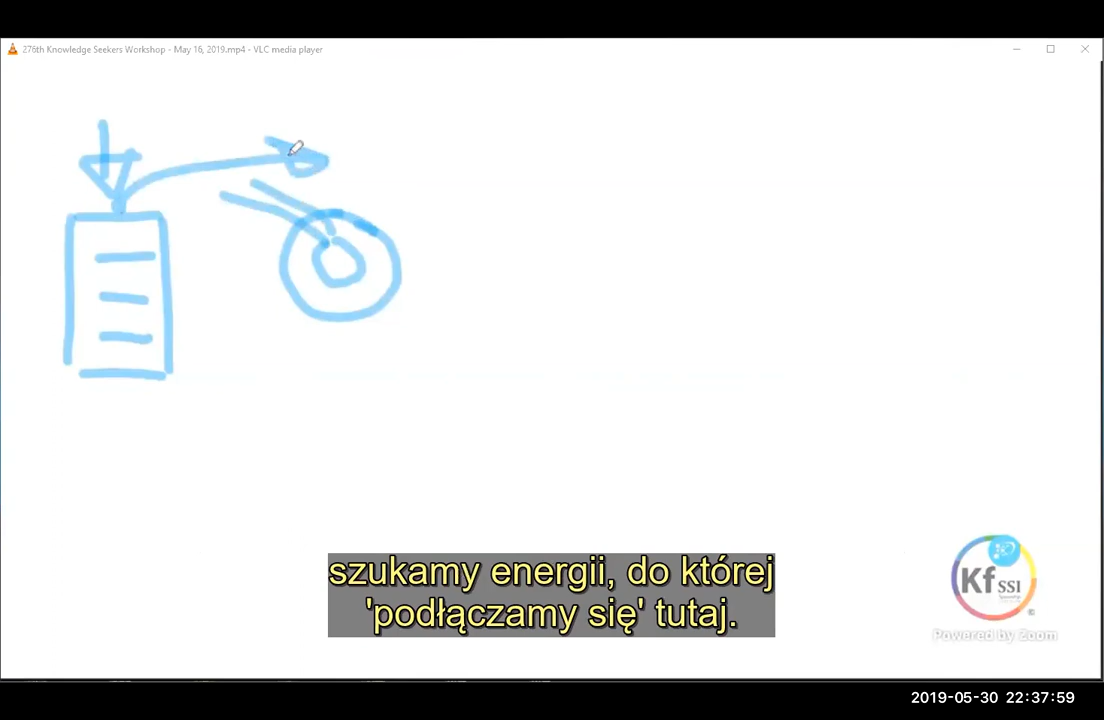 276th Knowledge Seekers Workshop - May 16, 2019.mp4 - VLC media player
szukamy energii, do której
'podłączamy się' tutaj.
Kf SSI
©
Powered by Zoom
2019-05-30 22:37:59